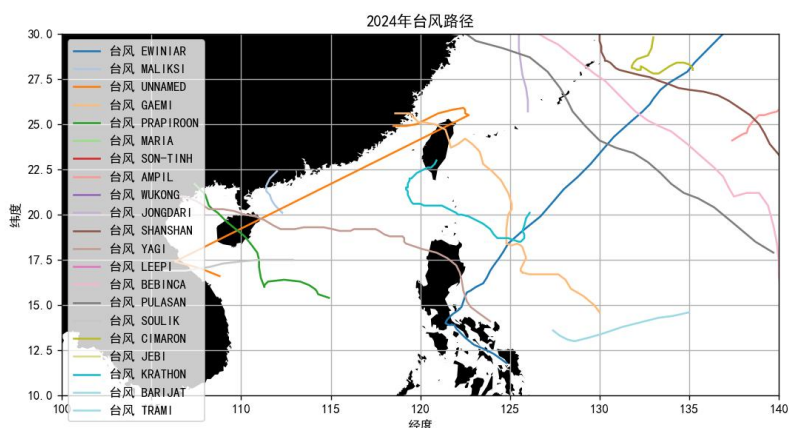 2024年台风路径
纬度
30.0
27.5
25.0
22.5
20.0
17.5
15.0
12.5
10.0
台风 EWINIAR
台风 MALIKSI
台风 UNNAMED
台风 GAEMI
台风 PRAPIROON
台风 MARIA
台风 SON-TINH
台风 AMPIL
台风 WUKONG
台风 JONGDARI
台风 SHANSHAN
台风 YAGI
台风 LEEPI
台风 BEBINCA
台风 PULASAN
台风 SOULIK
台风 CIMARON
台风 JEBI
台风 KRATHON
台风 BARIJAT
台风 TRAMI
100
110
115
120
125
130
135
140
经度